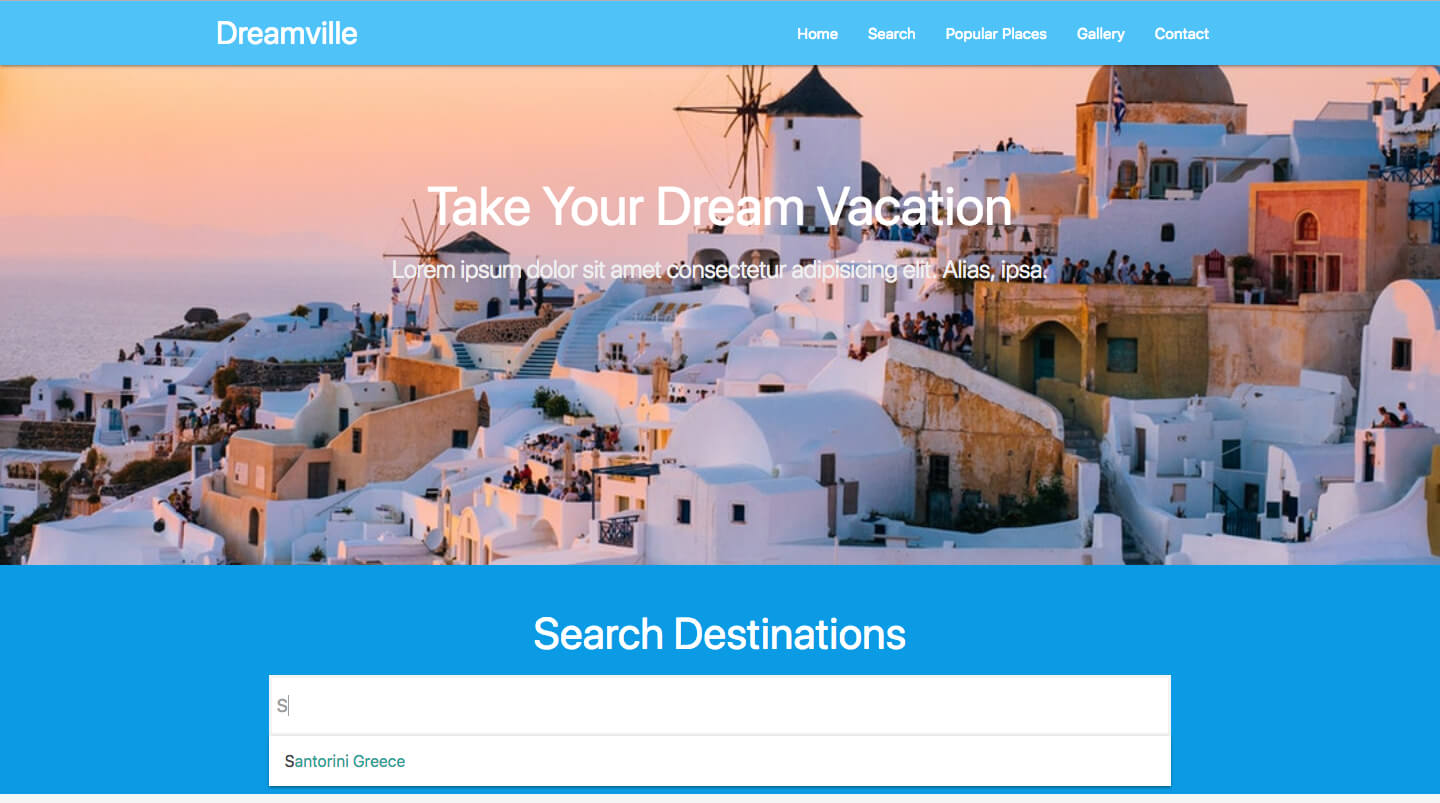 Dreamville
Home Search Popular Places Gallery Contact
Take Your Dream Vacation
Lorem ipsum dolor sit amet consectetur adipisicing elit. Alias, ipsa.
Search Destinations
S
Santorini Greece